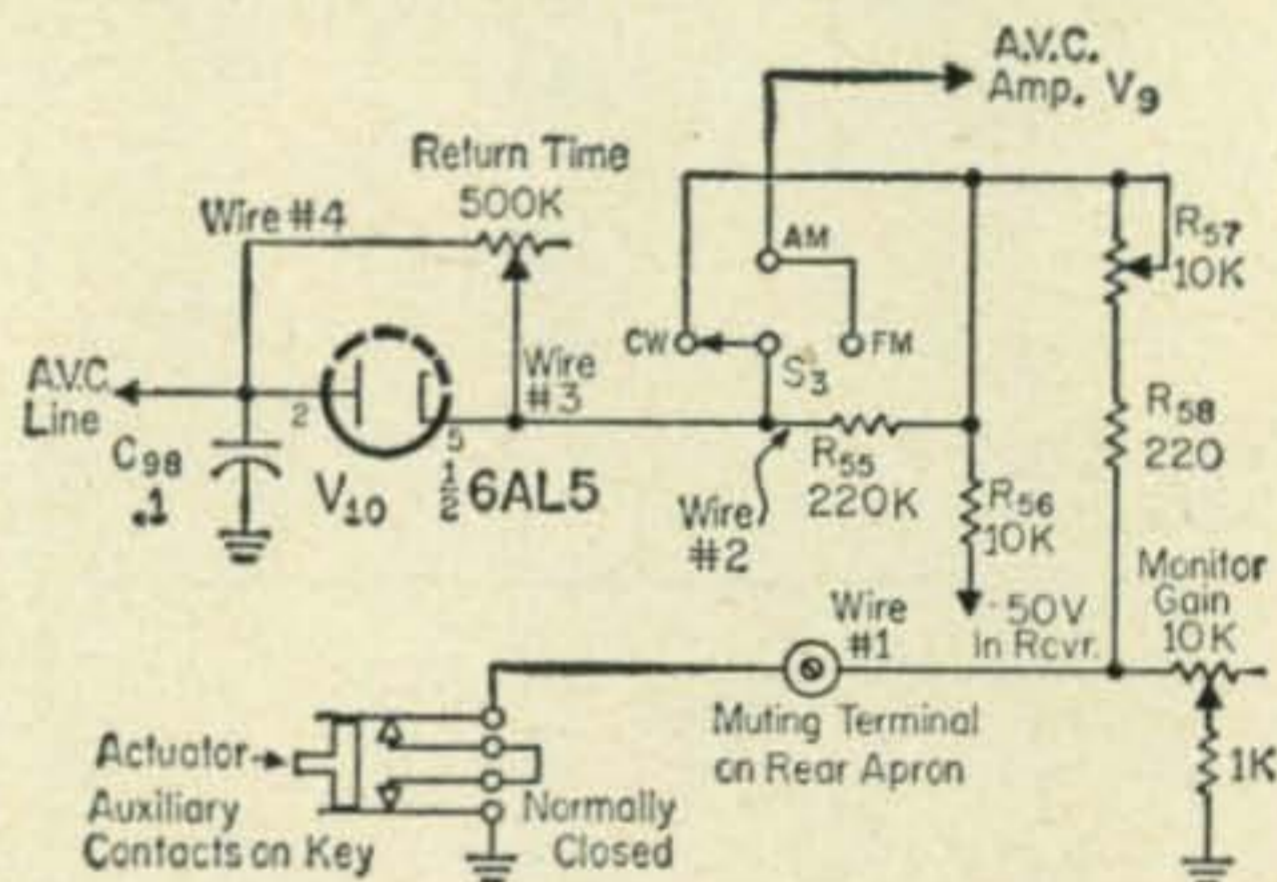 A.V.C.
Amp. V9
Return Time
500K
Wire #4
AM
R57
10K
CW
FM
S3
A.V.C.
Line
Wire
#3
2
5
C98
.1
V10
1/2 6AL5
R55
220K
R58
220
Wire
#2
R56
10K
-50V
in Rcvr.
Monitor
Gain
10K
Wire
#1
Muting Terminal
on Rear Apron
1K
Actuator
Auxiliary
Contacts on Key
Normally
Closed